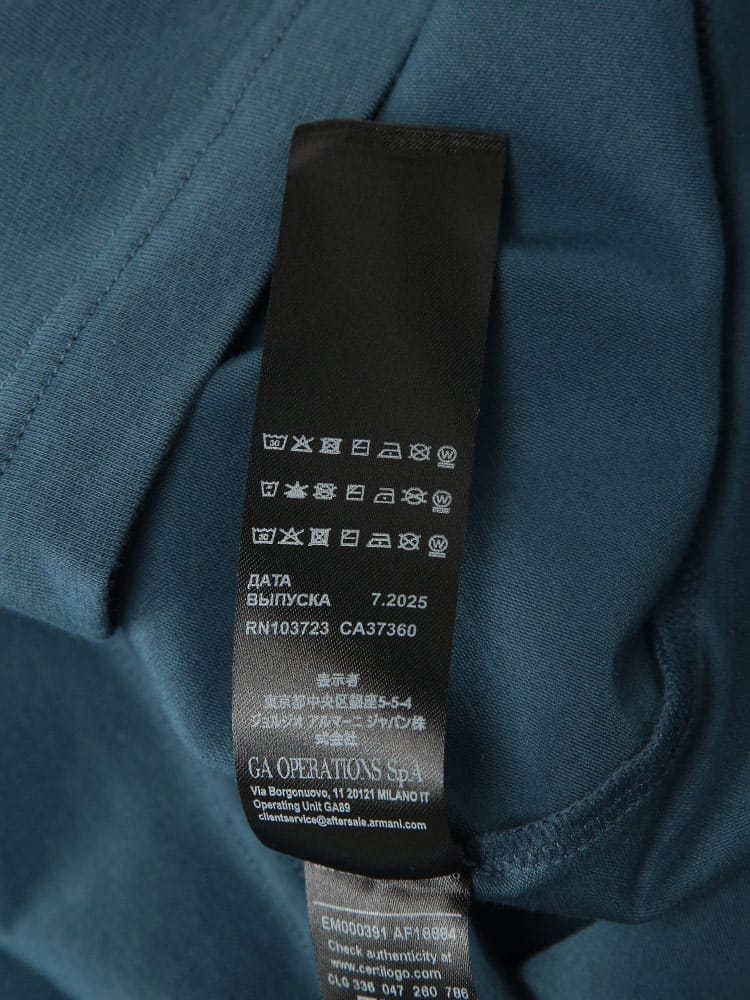 ДАТА
ВЫПУСКА 7.2025
RN103723 CA37360
表示者
東京都中央区銀座5-5-4
ジョルジオ アルマーニ ジャパン株
式会社
GA OPERATIONS SpA
Via Borgonuovo, 11 20121 MILANO IT
Operating Unit GA89
clientservice@aftersale.armani.com
EM000391 AF18884
Check authenticity at
www.certilogo.com
CLG 336 047 260 786